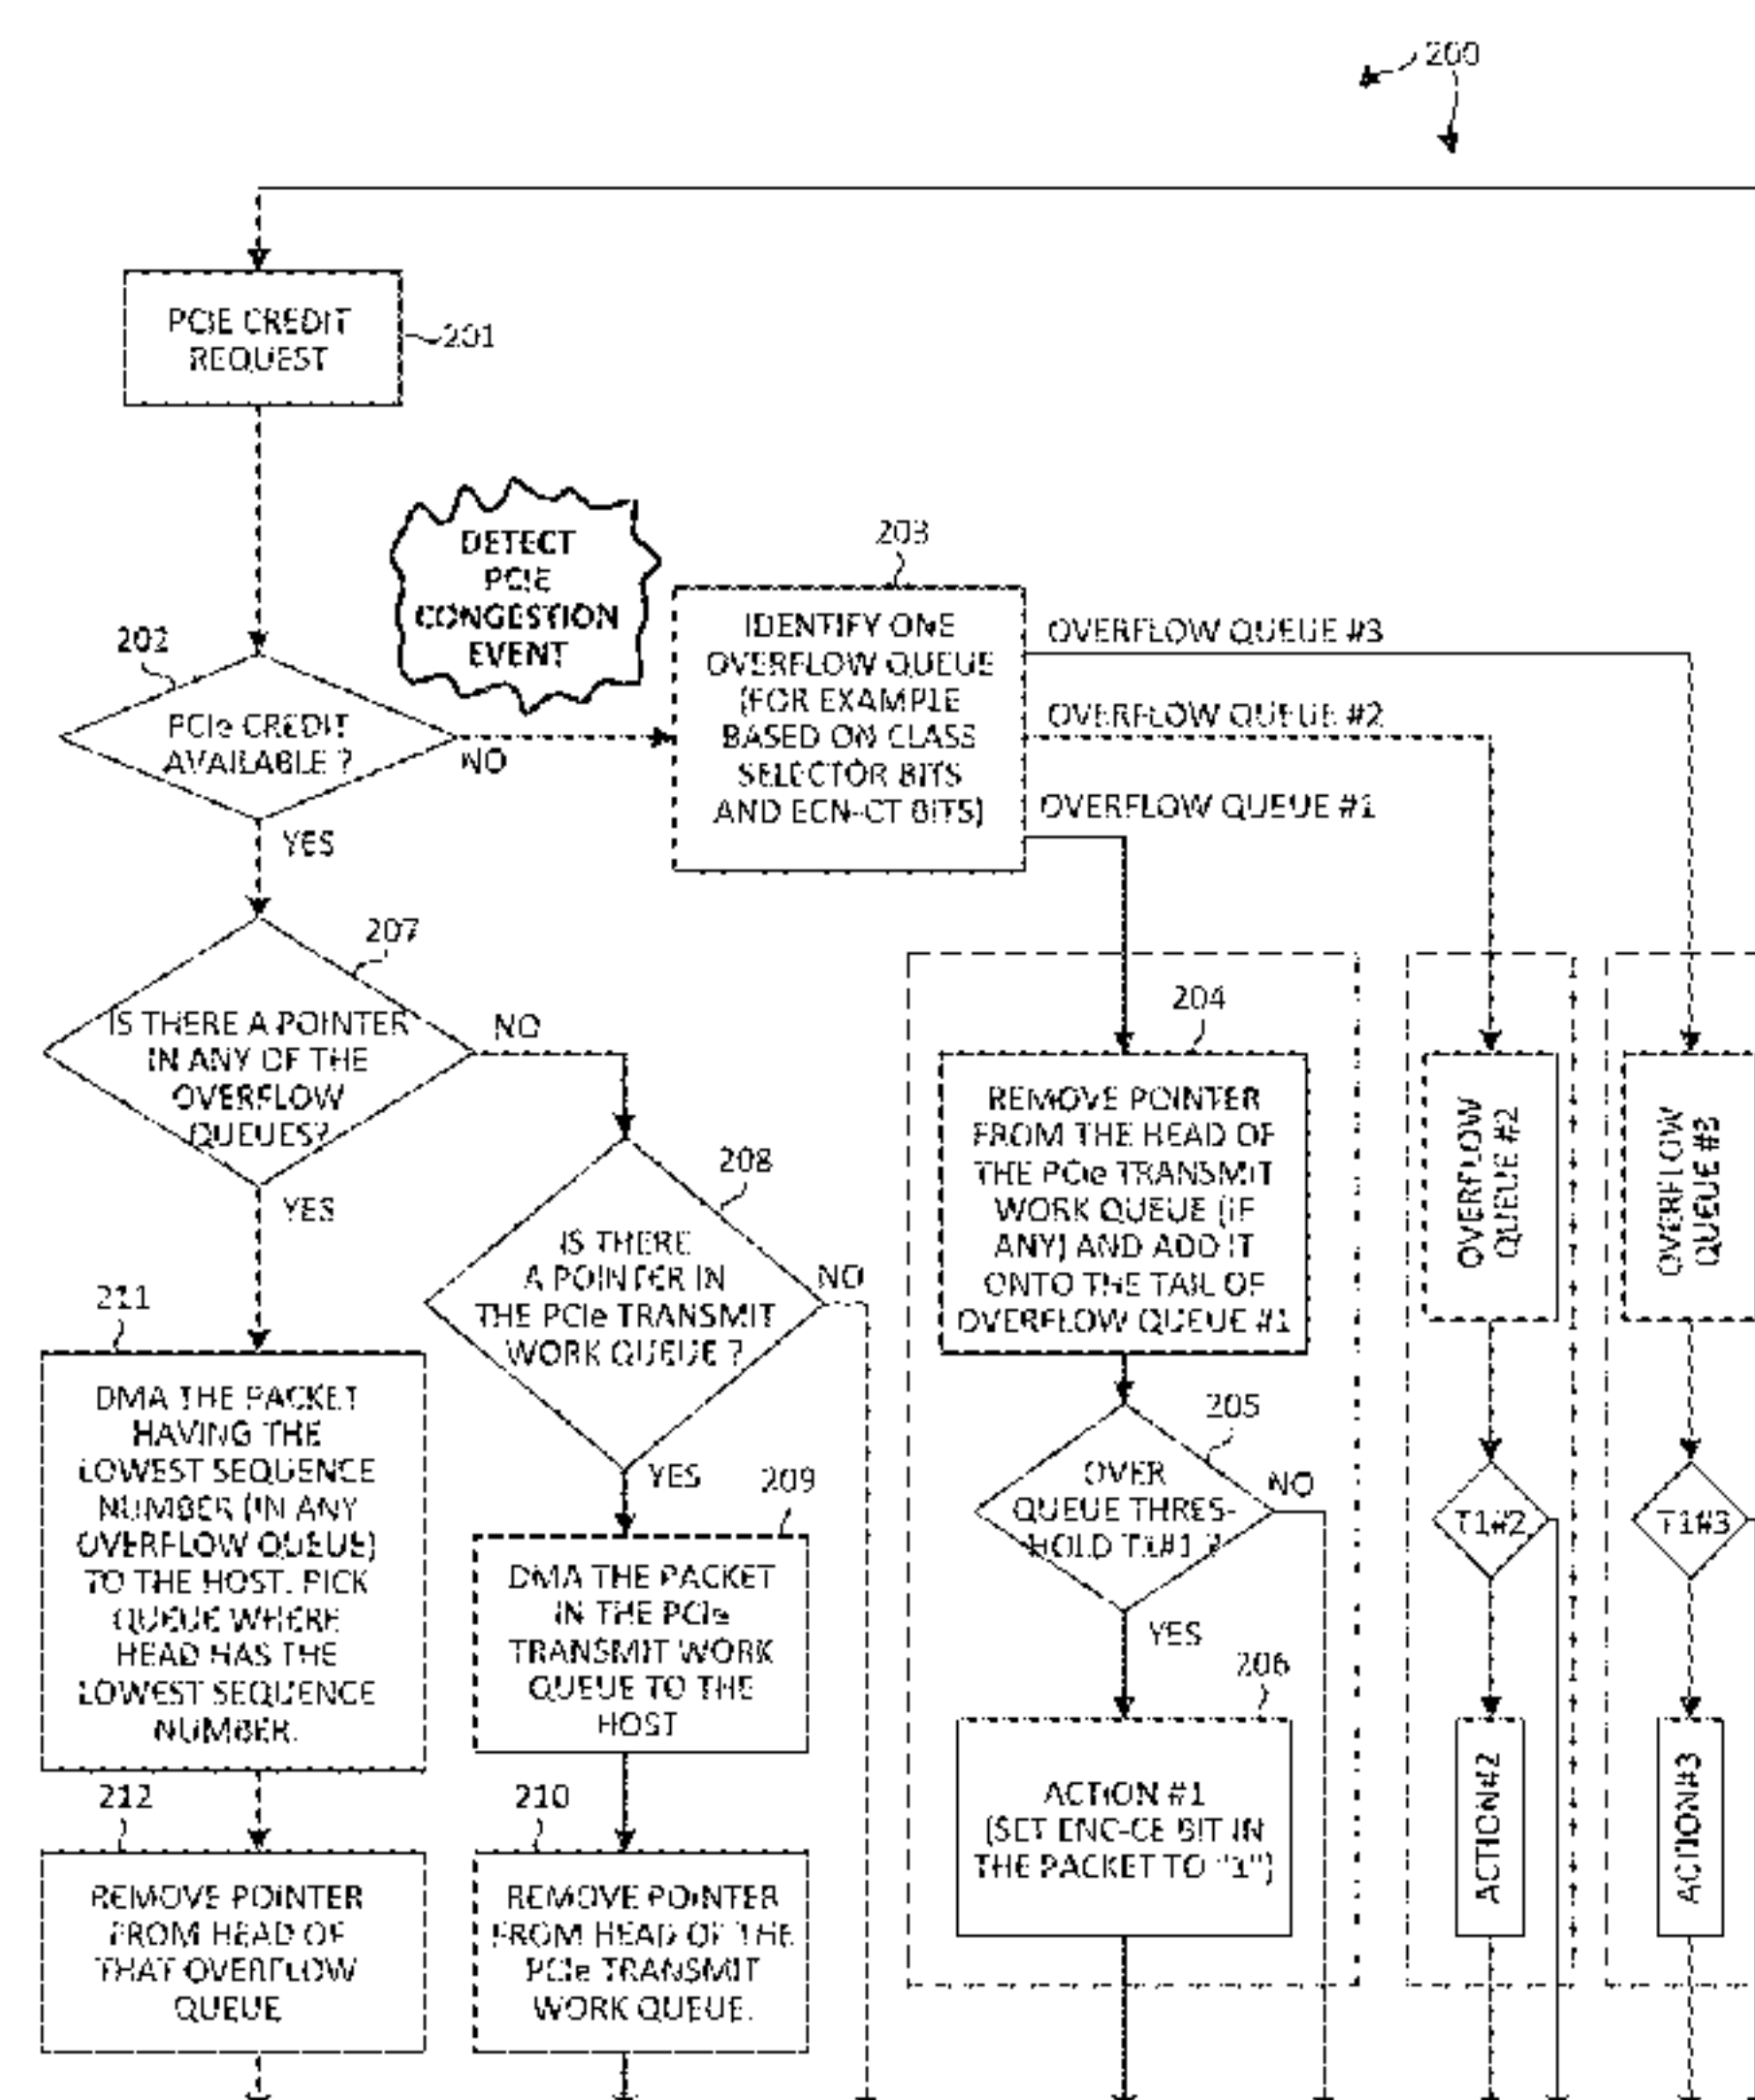 200
PCIE CREDIT
REQUEST
201
DETECT
PCIE
CONGESTION
EVENT
202
PCIe CREDIT
AVAILABLE ?
NO
YES
203
IDENTIFY ONE
OVERFLOW QUEUE
(FOR EXAMPLE
BASED ON CLASS
SELECTOR BITS
AND ECN-CT BITS)
OVERFLOW QUEUE #3
OVERFLOW QUEUE #2
OVERFLOW QUEUE #1
207
IS THERE A POINTER
IN ANY OF THE
OVERFLOW
QUEUES?
NO
YES
208
IS THERE
A POINTER IN
THE PCIe TRANSMIT
WORK QUEUE ?
NO
YES
204
REMOVE POINTER
FROM THE HEAD OF
THE PCIe TRANSMIT
WORK QUEUE (IF
ANY) AND ADD IT
ONTO THE TAIL OF
OVERFLOW QUEUE #1
OVERFLOW
QUEUE #2
OVERFLOW
QUEUE #3
211
DMA THE PACKET
HAVING THE
LOWEST SEQUENCE
NUMBER (IN ANY
OVERFLOW QUEUE)
TO THE HOST. PICK
QUEUE WHERE
HEAD HAS THE
LOWEST SEQUENCE
NUMBER.
209
DMA THE PACKET
IN THE PCIe
TRANSMIT WORK
QUEUE TO THE
HOST
205
OVER
QUEUE THRES-
HOLD T1#1 ?
NO
YES
T1#2
T1#3
206
ACTION #1
(SET ENC-CE BIT IN
THE PACKET TO "1")
ACTION#2
ACTION#3
212
REMOVE POINTER
FROM HEAD OF
THAT OVERFLOW
QUEUE
210
REMOVE POINTER
FROM HEAD OF THE
PCIe TRANSMIT
WORK QUEUE.